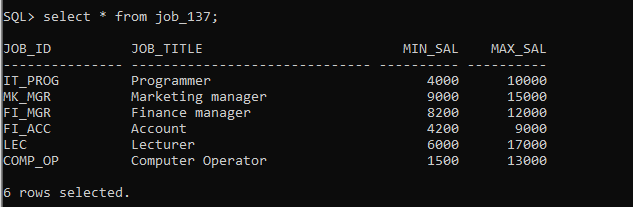 SQL> select * from job_137;
JOB_ID          JOB_TITLE                         MIN_SAL    MAX_SAL
--------------- ------------------------------ ---------- ----------
IT_PROG         Programmer                           4000      10000
MK_MGR          Marketing manager                    9000      15000
FI_MGR          Finance manager                      8200      12000
FI_ACC          Account                              4200       9000
LEC             Lecturer                             6000      17000
COMP_OP         Computer Operator                    1500      13000
6 rows selected.